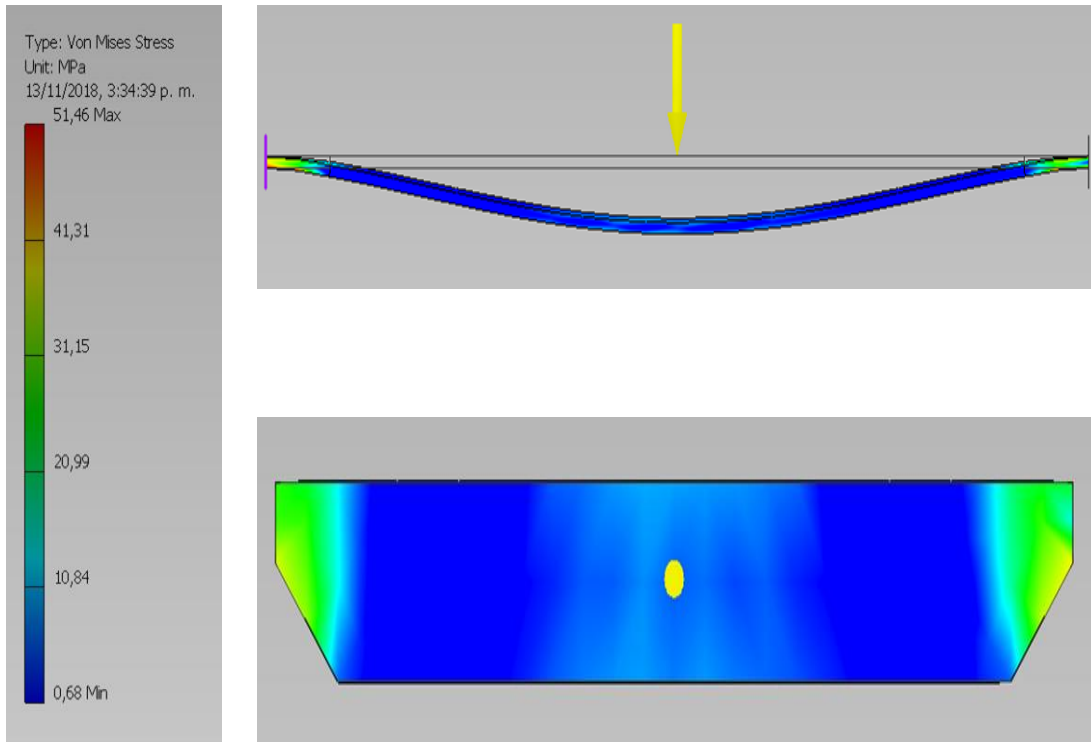 Type: Von Mises Stress
Unit: MPa
13/11/2018, 3:34:39 p. m.
51,46 Max
41,31
31,15
20,99
10,84
0,68 Min